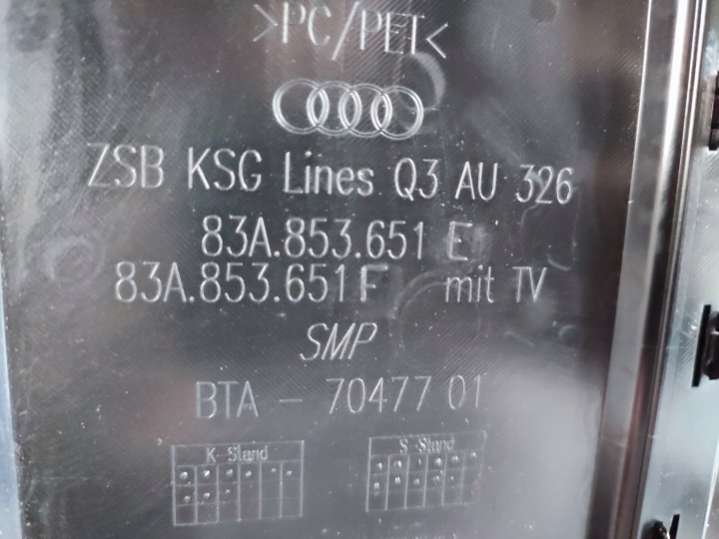 >PC/PET<
ZSB KSG Lines Q3 AU 326
83A.853.651 E
83A.853.651 F mit TV
SMP
BTA - 70477 01
K-Stand S-Stand